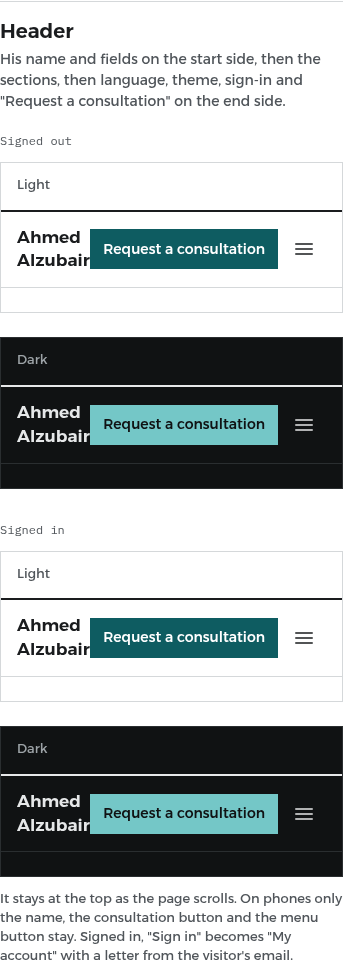 Header
His name and fields on the start side, then the
sections, then language, theme, sign-in and
"Request a consultation" on the end side.
Signed out
Light
Ahmed
Alzubair
Request a consultation
Dark
Ahmed
Alzubair
Request a consultation
Signed in
Light
Ahmed
Alzubair
Request a consultation
Dark
Ahmed
Alzubair
Request a consultation
It stays at the top as the page scrolls. On phones only
the name, the consultation button and the menu
button stay. Signed in, "Sign in" becomes "My
account" with a letter from the visitor's email.